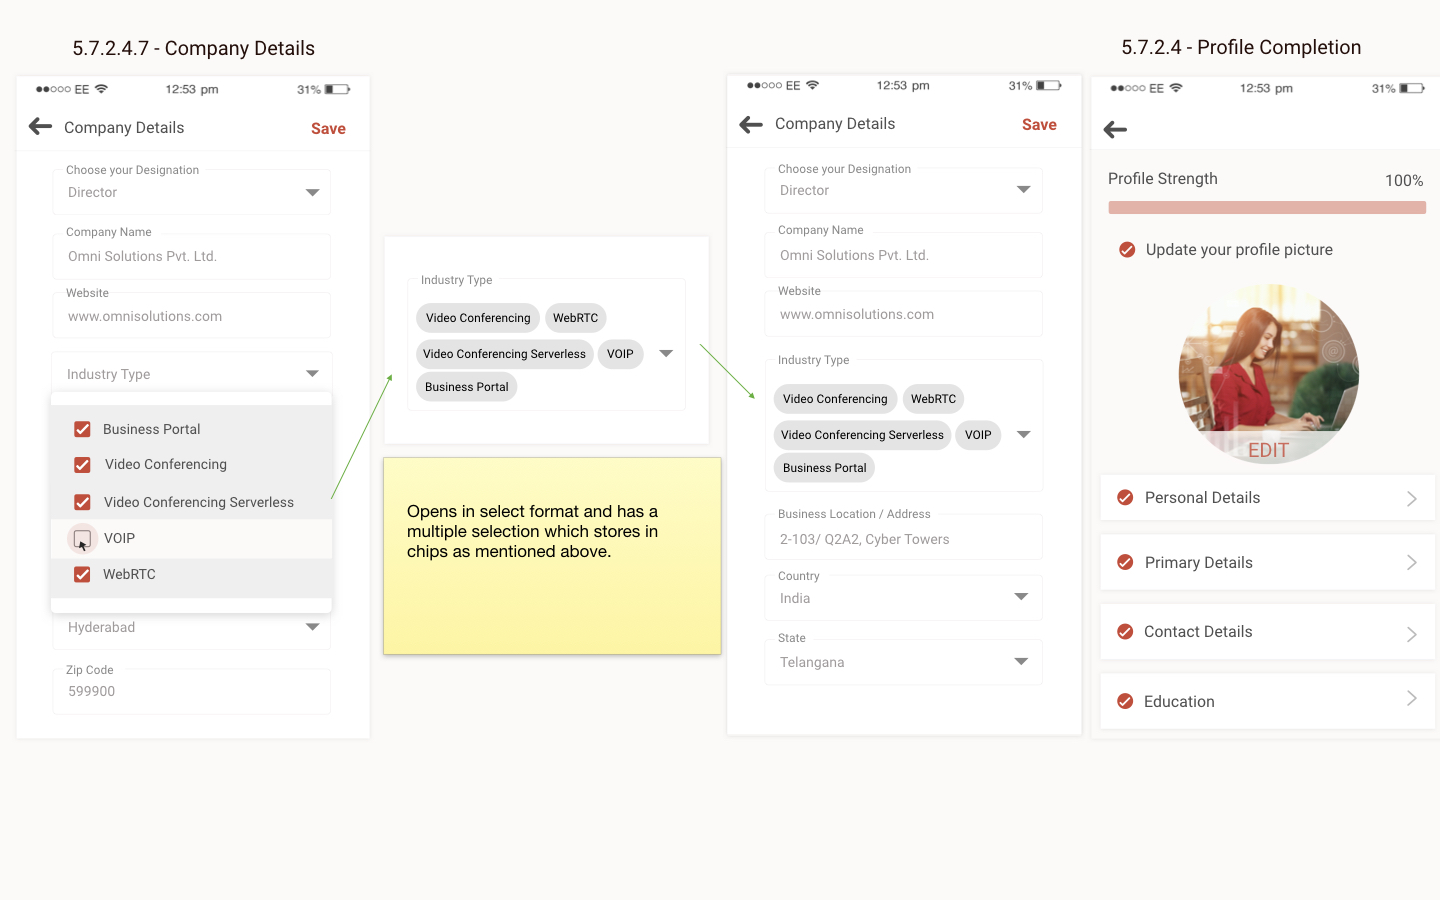 5.7.2.4.7 - Company Details
EE 12:53 pm 31%
Company Details Save
Choose your Designation
Director
Company Name
Omni Solutions Pvt. Ltd.
Website
www.omnisolutions.com
Industry Type
Business Portal
Video Conferencing
Video Conferencing Serverless
VOIP
WebRTC
Hyderabad
Zip Code
599900
Industry Type
Video Conferencing WebRTC
Video Conferencing Serverless VOIP
Business Portal
Opens in select format and has a
multiple selection which stores in
chips as mentioned above.
EE 12:53 pm 31%
Company Details Save
Choose your Designation
Director
Company Name
Omni Solutions Pvt. Ltd.
Website
www.omnisolutions.com
Industry Type
Video Conferencing WebRTC
Video Conferencing Serverless VOIP
Business Portal
Business Location / Address
2-103/ Q2A2, Cyber Towers
Country
India
State
Telangana
5.7.2.4 - Profile Completion
EE 12:53 pm 31%
Profile Strength 100%
Update your profile picture
EDIT
Personal Details
Primary Details
Contact Details
Education